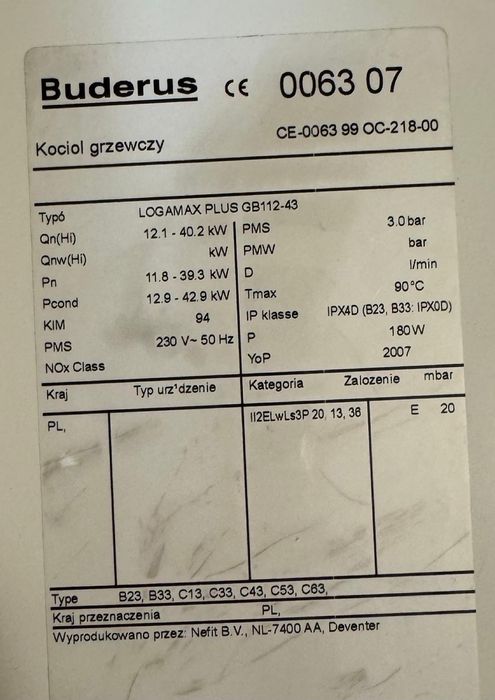 Buderus CE 0063 07
Kociol grzewczy CE-0063 99 OC-218-00
Typó LOGAMAX PLUS GB112-43
Qn(Hi) 12.1 - 40.2 kW PMS 3.0 bar
Qnw(Hi) kW PMW bar
Pn 11.8 - 39.3 kW D l/min
Pcond 12.9 - 42.9 kW Tmax 90°C
KIM 94 IP klasse IPX4D (B23, B33: IPX0D)
PMS 230 V~ 50 Hz P 180 W
NOx Class YoP 2007
Kraj Typ urz'dzenie Kategoria Zalozenie mbar
PL, II2ELwLs3P 20, 13, 36 E 20
Type B23, B33, C13, C33, C43, C53, C63,
Kraj przeznaczenia PL,
Wyprodukowano przez: Nefit B.V., NL-7400 AA, Deventer